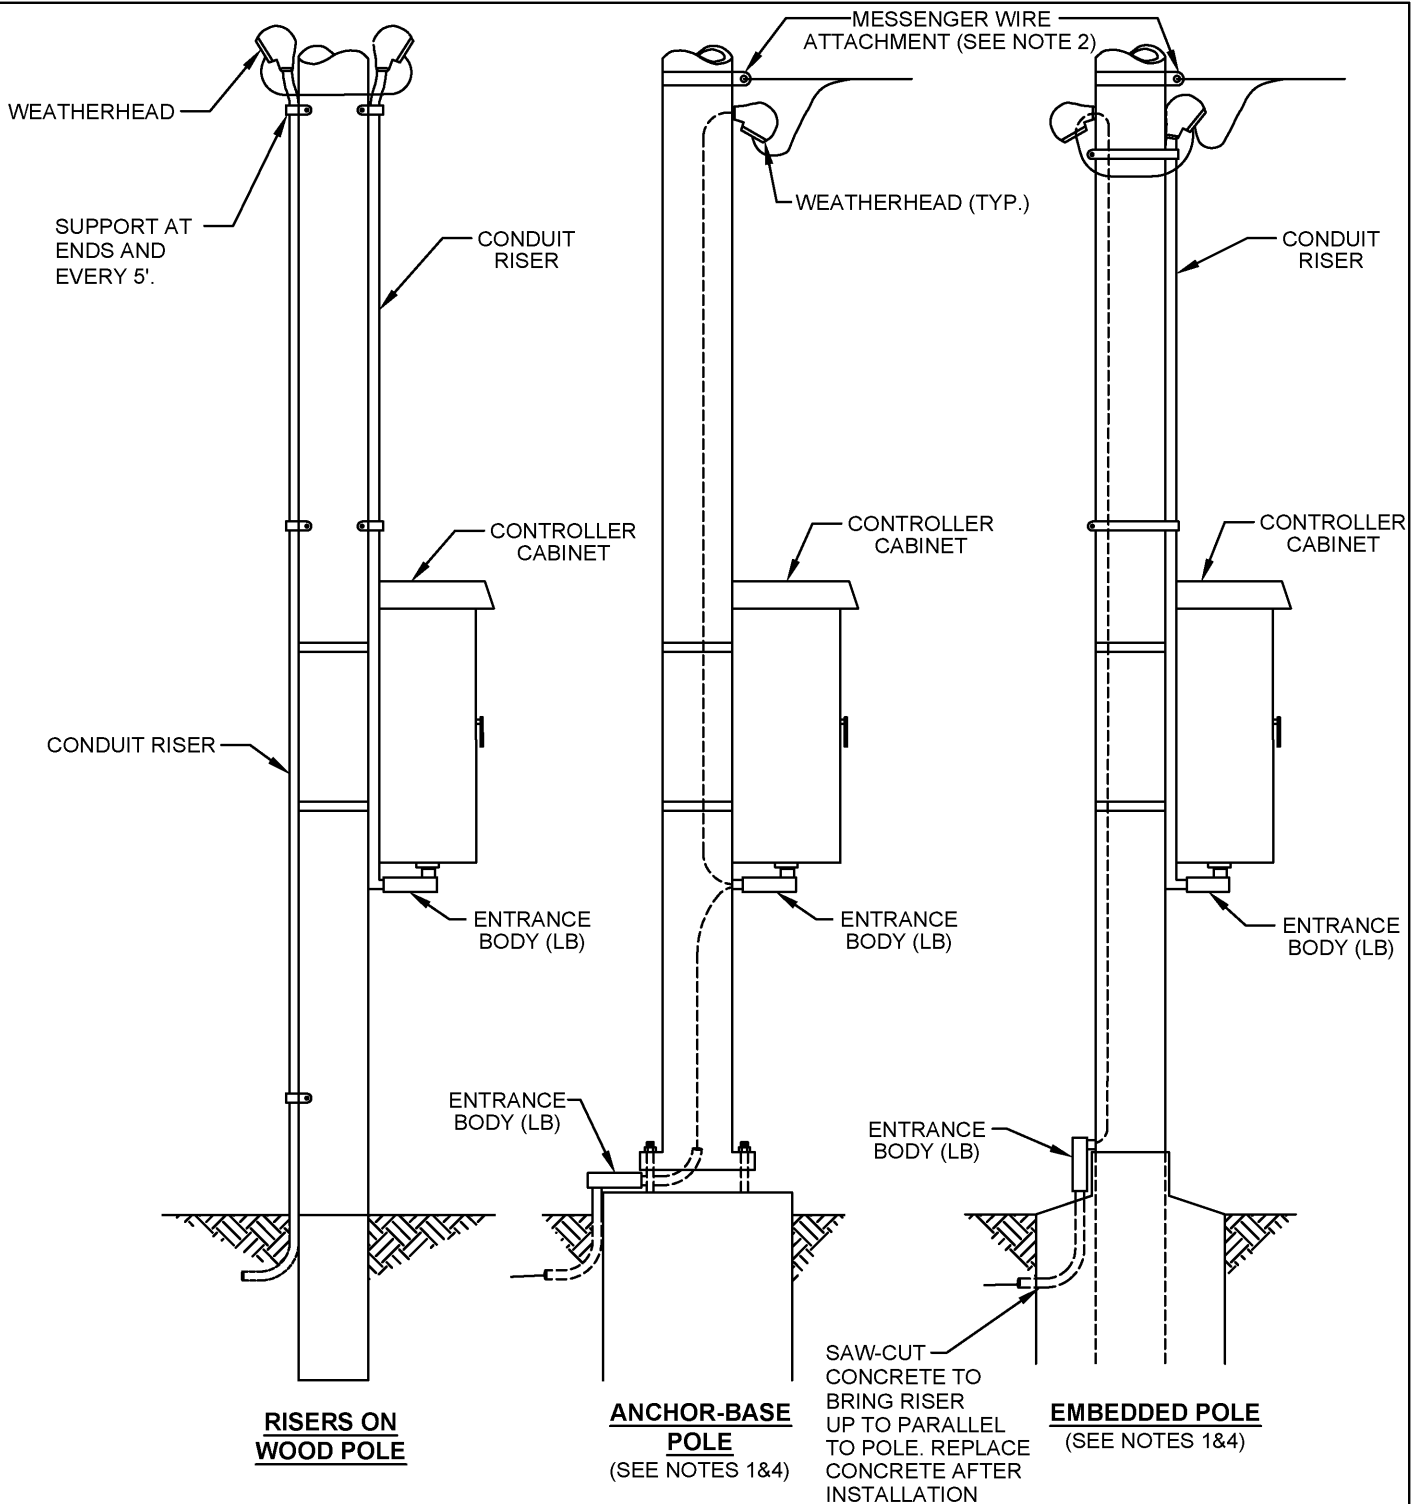 MESSENGER WIRE
ATTACHMENT (SEE NOTE 2)
WEATHERHEAD
WEATHERHEAD (TYP.)
SUPPORT AT
ENDS AND
EVERY 5'.
CONDUIT
RISER
CONDUIT
RISER
CONTROLLER
CABINET
CONTROLLER
CABINET
CONTROLLER
CABINET
CONDUIT RISER
ENTRANCE
BODY (LB)
ENTRANCE
BODY (LB)
ENTRANCE
BODY (LB)
ENTRANCE
BODY (LB)
ENTRANCE
BODY (LB)
SAW-CUT
CONCRETE TO
BRING RISER
UP TO PARALLEL
TO POLE. REPLACE
CONCRETE AFTER
INSTALLATION
RISERS ON
WOOD POLE
ANCHOR-BASE
POLE
(SEE NOTES 1&4)
EMBEDDED POLE
(SEE NOTES 1&4)